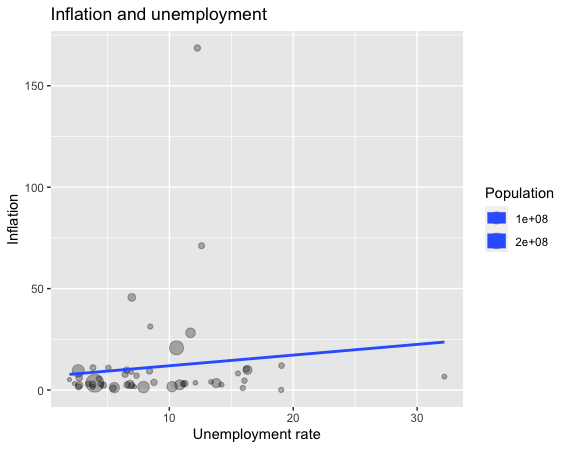 Inflation and unemployment
150
100
50
0
Inflation
10
20
30
Unemployment rate
Population
1e+08
2e+08